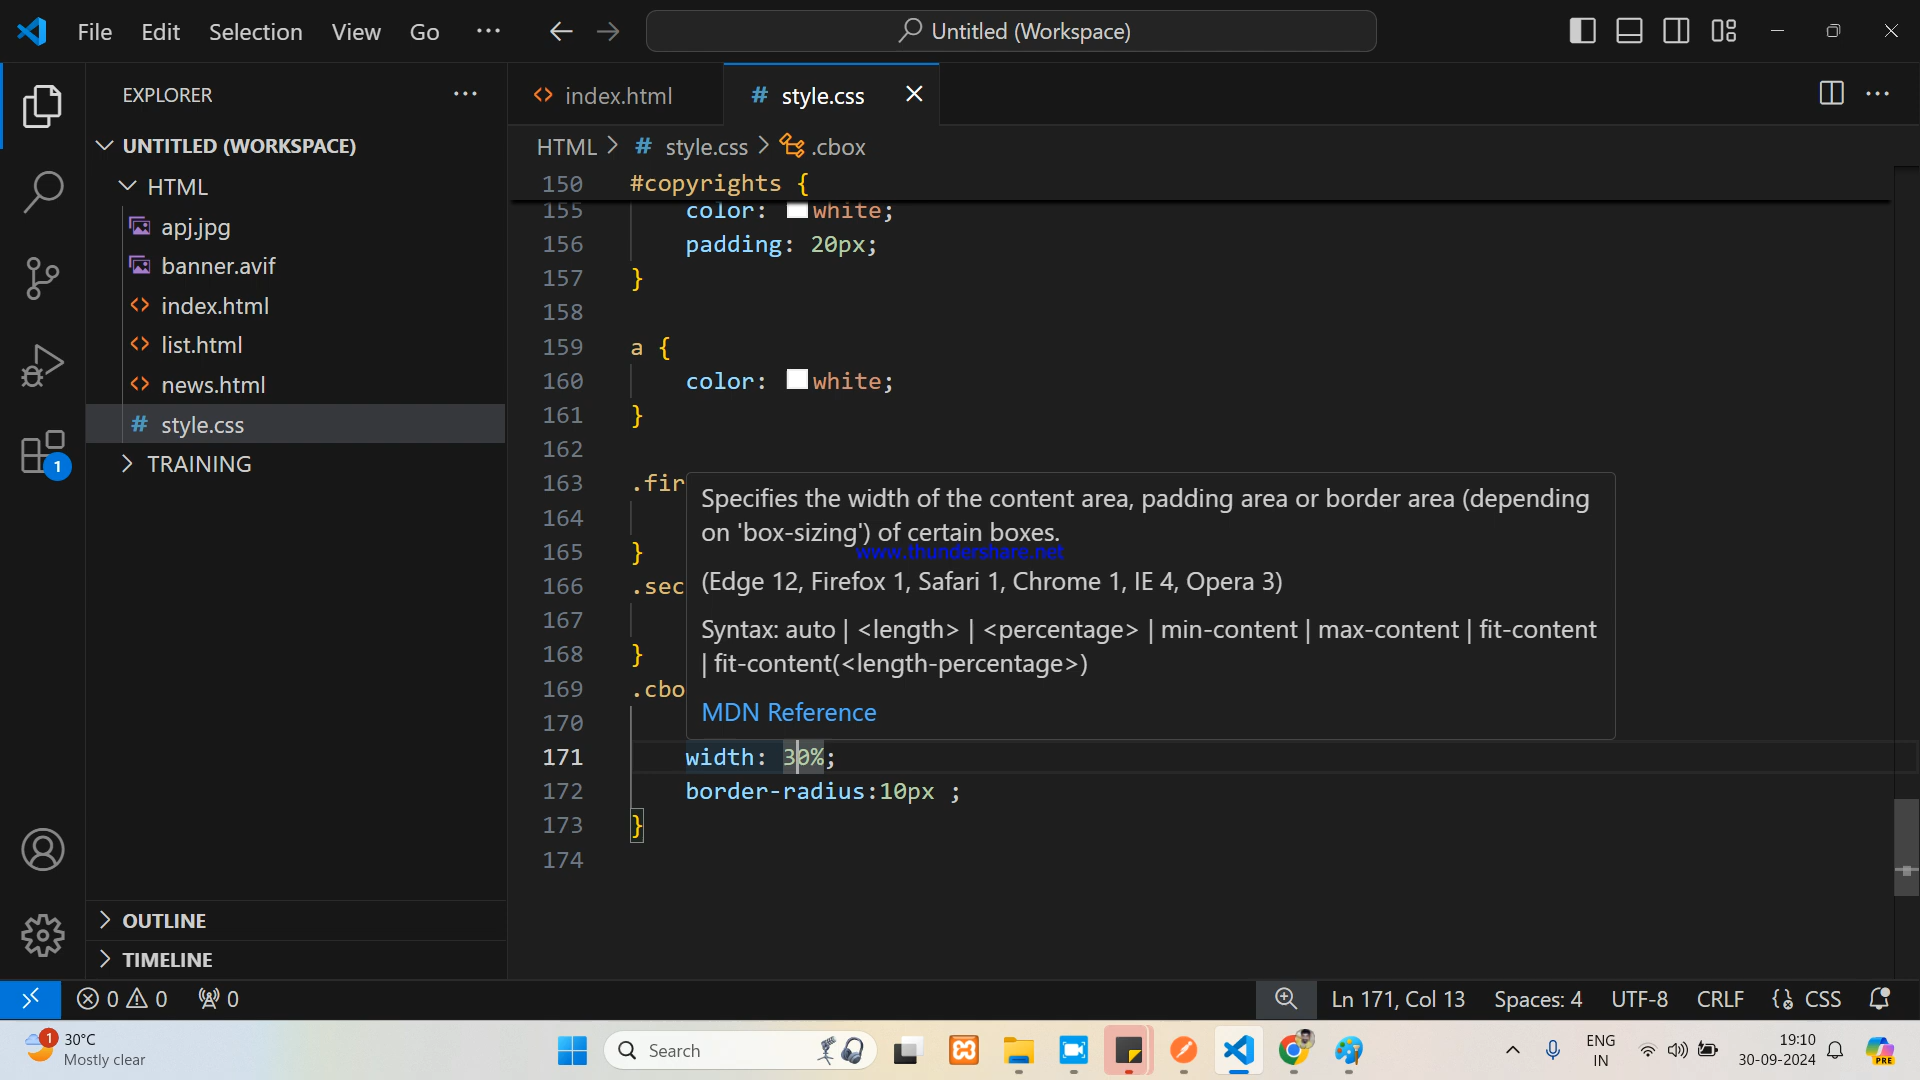 File Edit Selection View Go ··· Untitled (Workspace)
EXPLORER ···
UNTITLED (WORKSPACE)
HTML
apj.jpg
banner.avif
index.html
list.html
news.html
# style.css
TRAINING
1
OUTLINE
TIMELINE
index.html # style.css
HTML > # style.css > .cbox
150 #copyrights {
155 color: white;
156 padding: 20px;
157 }
158
159 a {
160 color: white;
161 }
162
163 .fir
164
165 }
166 .sec
167
168 }
169 .cbo
170
171 width: 30%;
172 border-radius:10px ;
173 }
174
Specifies the width of the content area, padding area or border area (depending
on 'box-sizing') of certain boxes.
www.thundershare.net
(Edge 12, Firefox 1, Safari 1, Chrome 1, IE 4, Opera 3)
Syntax: auto | <length> | <percentage> | min-content | max-content | fit-content
| fit-content(<length-percentage>)
MDN Reference
0 0 0 Ln 171, Col 13 Spaces: 4 UTF-8 CRLF CSS
1 30°C
Mostly clear
Search
ENG
IN
19:10
30-09-2024
PRE